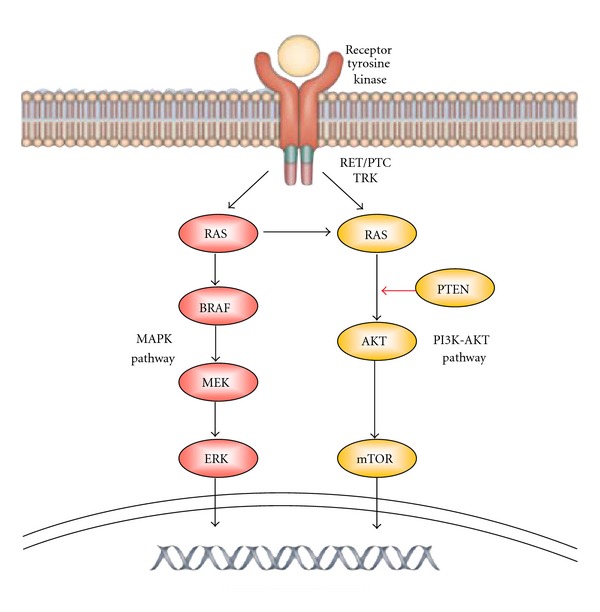 Receptor
tyrosine
kinase
RET/PTC
TRK
RAS
RAS
PTEN
BRAF
MAPK
pathway
AKT
PI3K-AKT
pathway
MEK
ERK
mTOR